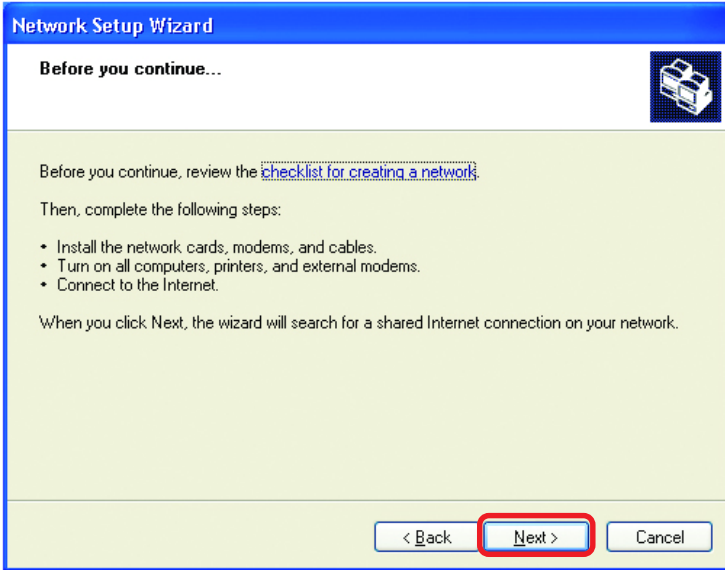 Network Setup Wizard
Before you continue...
Before you continue, review the checklist for creating a network.
Then, complete the following steps:
• Install the network cards, modems, and cables.
• Turn on all computers, printers, and external modems.
• Connect to the Internet.
When you click Next, the wizard will search for a shared Internet connection on your network.
< Back Next > Cancel